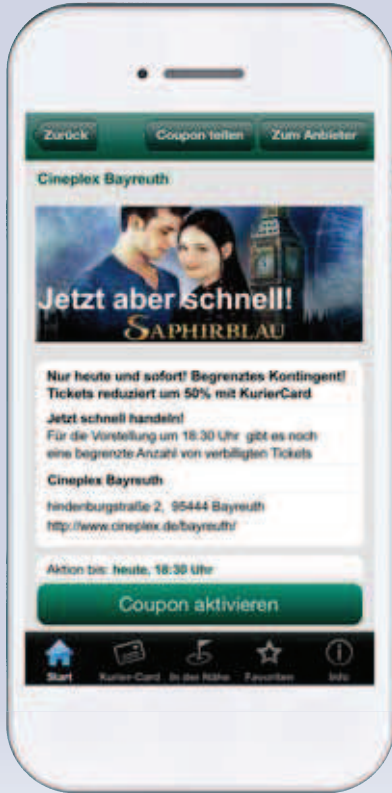 Zurück
Coupon teilen
Zum Anbieter
Cineplex Bayreuth
Jetzt aber schnell!
SAPHIRBLAU
Nur heute und sofort! Begrenztes Kontingent!
Tickets reduziert um 50% mit KurierCard
Jetzt schnell handeln!
Für die Vorstellung um 18:30 Uhr gibt es noch
eine begrenzte Anzahl von verbilligten Tickets
Cineplex Bayreuth
hindenburgstraße 2, 95444 Bayreuth
http://www.cineplex.de/bayreuth/
Aktion bis: heute, 18:30 Uhr
Coupon aktivieren
Start
Kurier-Card
In der Nähe
Favoriten
Info